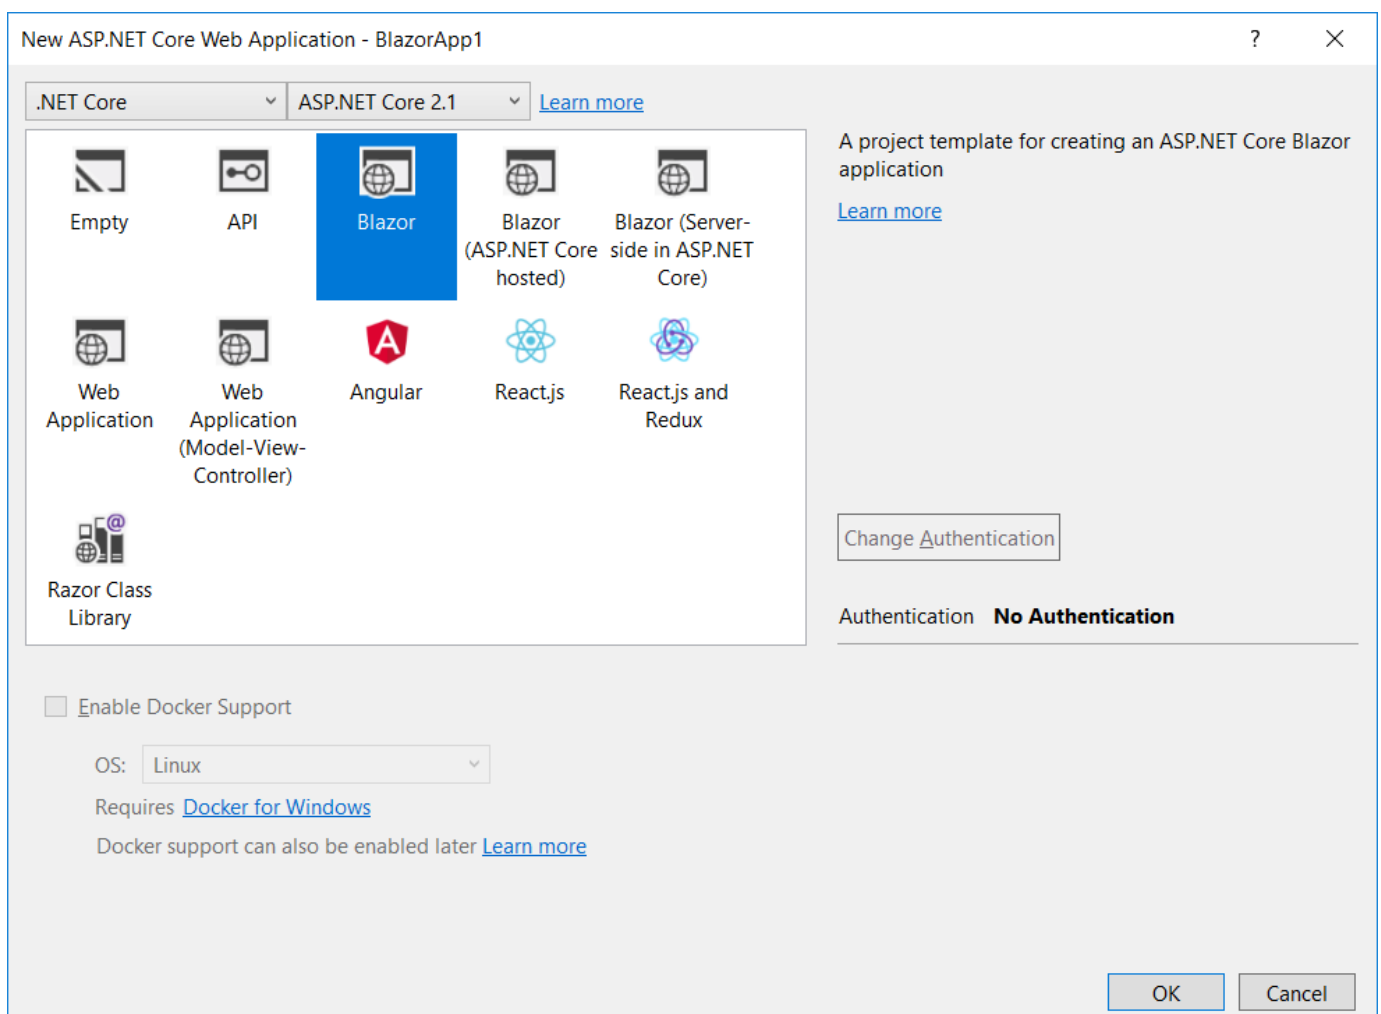 New ASP.NET Core Web Application - BlazorApp1
?
.NET Core
ASP.NET Core 2.1
Learn more
Empty
API
Blazor
Blazor
(ASP.NET Core
hosted)
Blazor (Server-
side in ASP.NET
Core)
Web
Application
Web
Application
(Model-View-
Controller)
Angular
React.js
React.js and
Redux
Razor Class
Library
A project template for creating an ASP.NET Core Blazor
application
Learn more
Change Authentication
Authentication No Authentication
Enable Docker Support
OS: Linux
Requires Docker for Windows
Docker support can also be enabled later Learn more
OK
Cancel